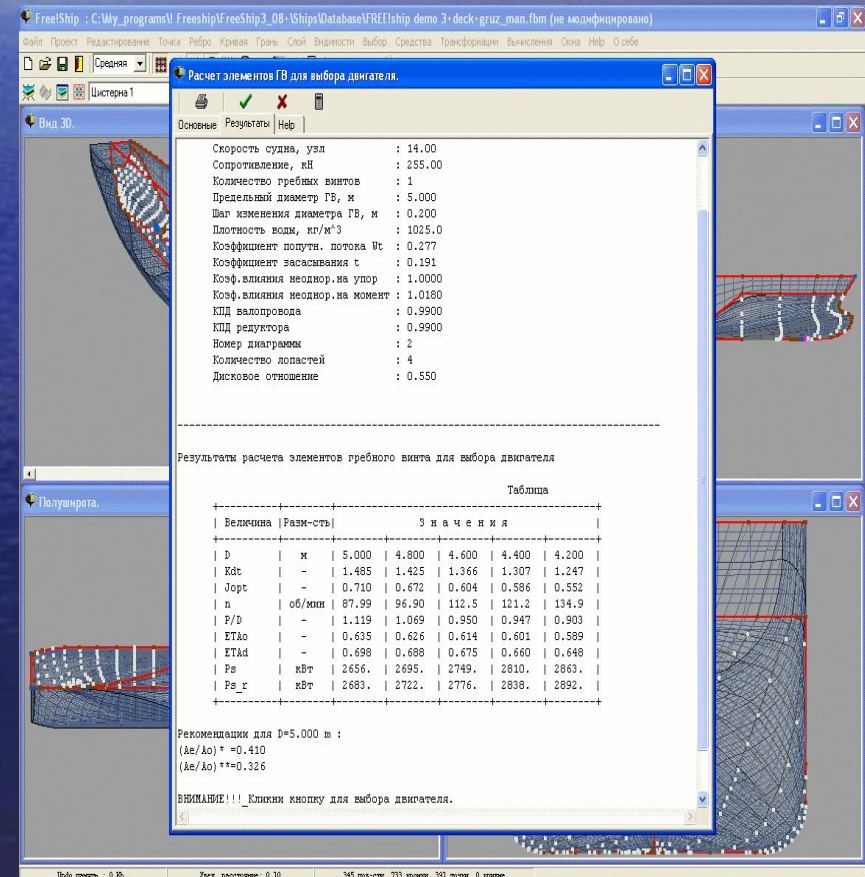 Free!Ship : C:\My_programs\! Freeship\FreeShip3_08+\Ships\Database\FREE!ship demo 3+deck+gruz_man.fbm (не модифицировано)
Файл Проект Редактирование Точка Ребро Кривая Грань Слой Видимости Выбор Средства Трансформации Вычисления Окна Help О себе
Средняя
Цистерна 1
Расчет элементов ГВ для выбора двигателя.
Основные Результаты Help
Вид 3D.
Скорость судна, узл : 14.00
Сопротивление, кН : 255.00
Количество гребных винтов : 1
Предельный диаметр ГВ, м : 5.000
Шаг изменения диаметра ГВ, м : 0.200
Плотность воды, кг/м^3 : 1025.0
Коэффициент попутн. потока Wt : 0.277
Коэффициент засасывания t : 0.191
Коэф.влияния неоднор.на упор : 1.0000
Коэф.влияния неоднор.на момент : 1.0180
КПД валопровода : 0.9900
КПД редуктора : 0.9900
Номер диаграммы : 2
Количество лопастей : 4
Дисковое отношение : 0.550
Результаты расчета элементов гребного винта для выбора двигателя
Таблица
| Величина |Разм-сть| З н а ч е н и я |
| D | м | 5.000 | 4.800 | 4.600 | 4.400 | 4.200 |
| Kdt | - | 1.485 | 1.425 | 1.366 | 1.307 | 1.247 |
| Jopt | - | 0.710 | 0.672 | 0.604 | 0.586 | 0.552 |
| n | об/мин | 87.99 | 96.90 | 112.5 | 121.2 | 134.9 |
| P/D | - | 1.119 | 1.069 | 0.950 | 0.947 | 0.903 |
| ETAo | - | 0.635 | 0.626 | 0.614 | 0.601 | 0.589 |
| ETAd | - | 0.698 | 0.688 | 0.675 | 0.660 | 0.648 |
| Ps | кВт | 2656. | 2695. | 2749. | 2810. | 2863. |
| Ps_r | кВт | 2683. | 2722. | 2776. | 2838. | 2892. |
Рекомендации для D=5.000 m :
(Ae/Ao)* =0.410
(Ae/Ao)**=0.326
ВНИМАНИЕ!!!_Кликни кнопку для выбора двигателя.
Полуширота.
Undo память : 0 Kb